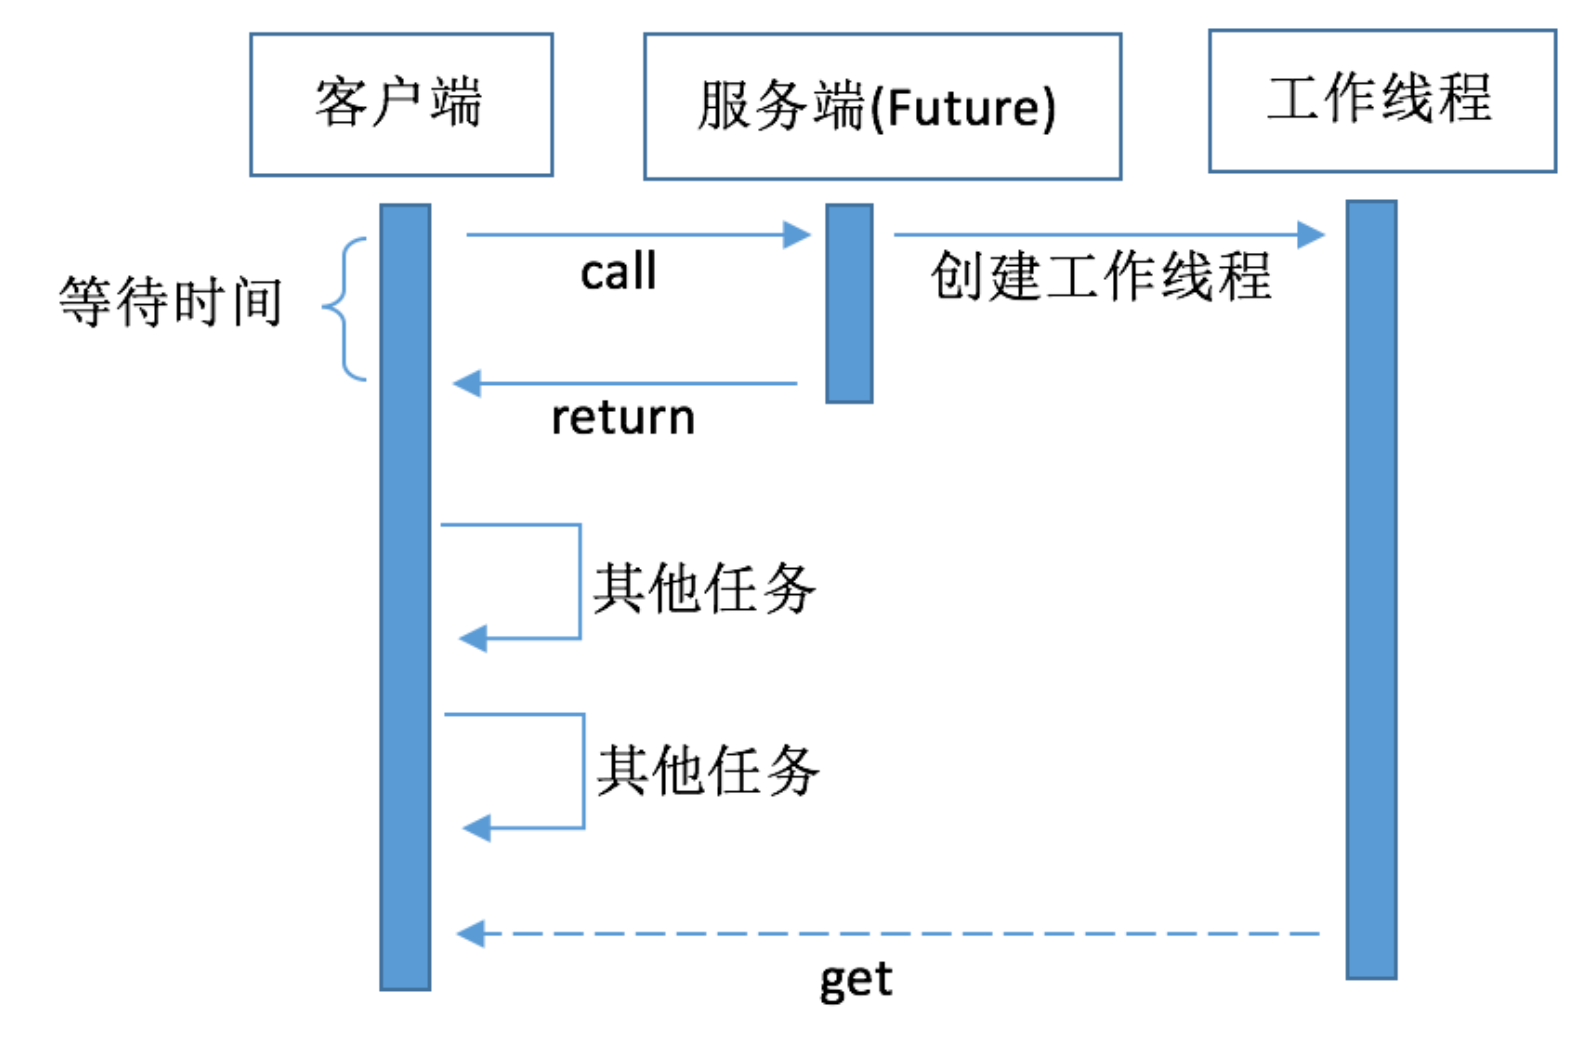 客户端
服务端(Future)
工作线程
call
创建工作线程
等待时间
return
其他任务
其他任务
get